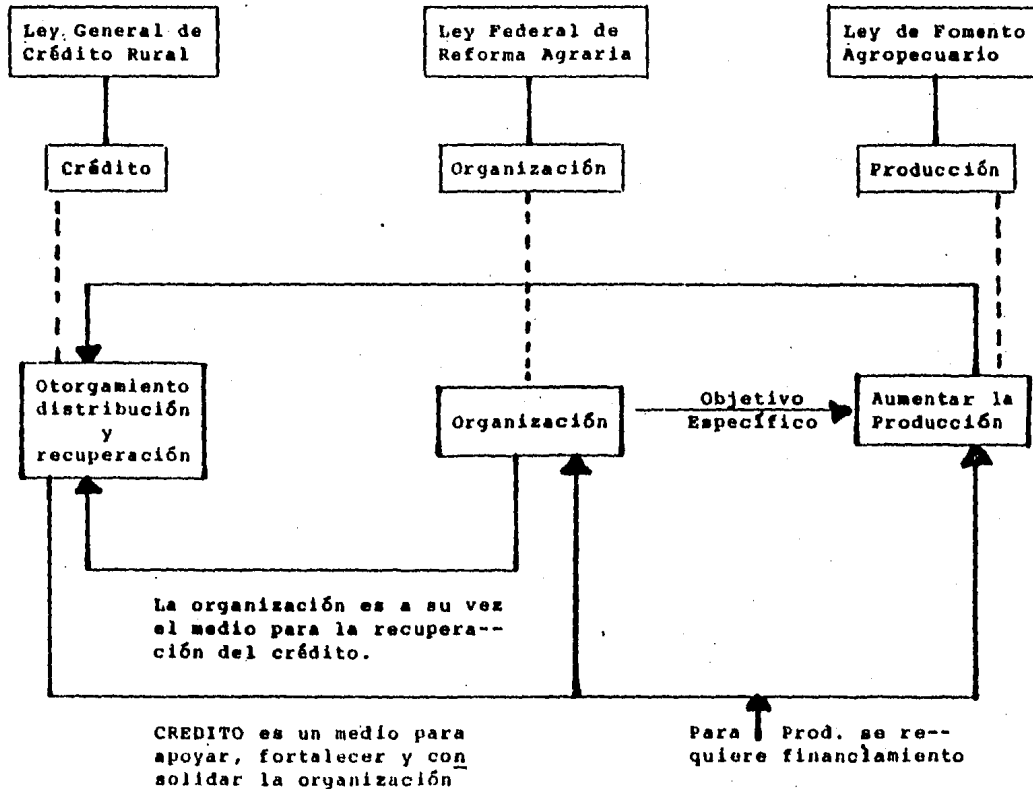 Ley General de
Crédito Rural
Ley Federal de
Reforma Agraria
Ley de Fomento
Agropecuario
Crédito
Organización
Producción
Otorgamiento
distribución
y
recuperación
Organización
Objetivo
Específico
Aumentar la
Producción
La organización es a su vez
el medio para la recupera--
ción del crédito.
CREDITO es un medio para
apoyar, fortalecer y con
solidar la organización
Para Prod. se re--
quiere financiamiento